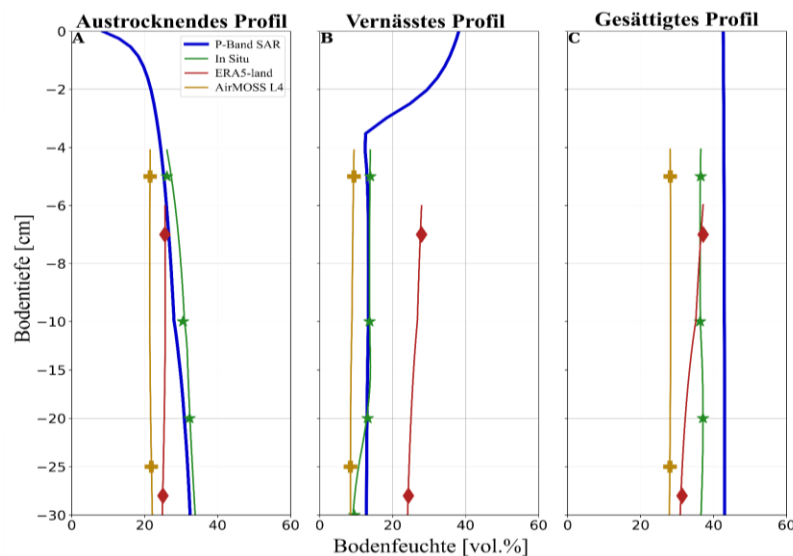 Austrocknendes Profil
Vernässtes Profil
Gesättigtes Profil
A
B
C
P-Band SAR
In Situ
ERA5-land
AirMOSS L4
Bodentiefe [cm]
0
−2
−4
−6
−8
−10
−15
−20
−25
−30
0 20 40 60
0 20 40 60
0 20 40 60
Bodenfeuchte [vol.%]